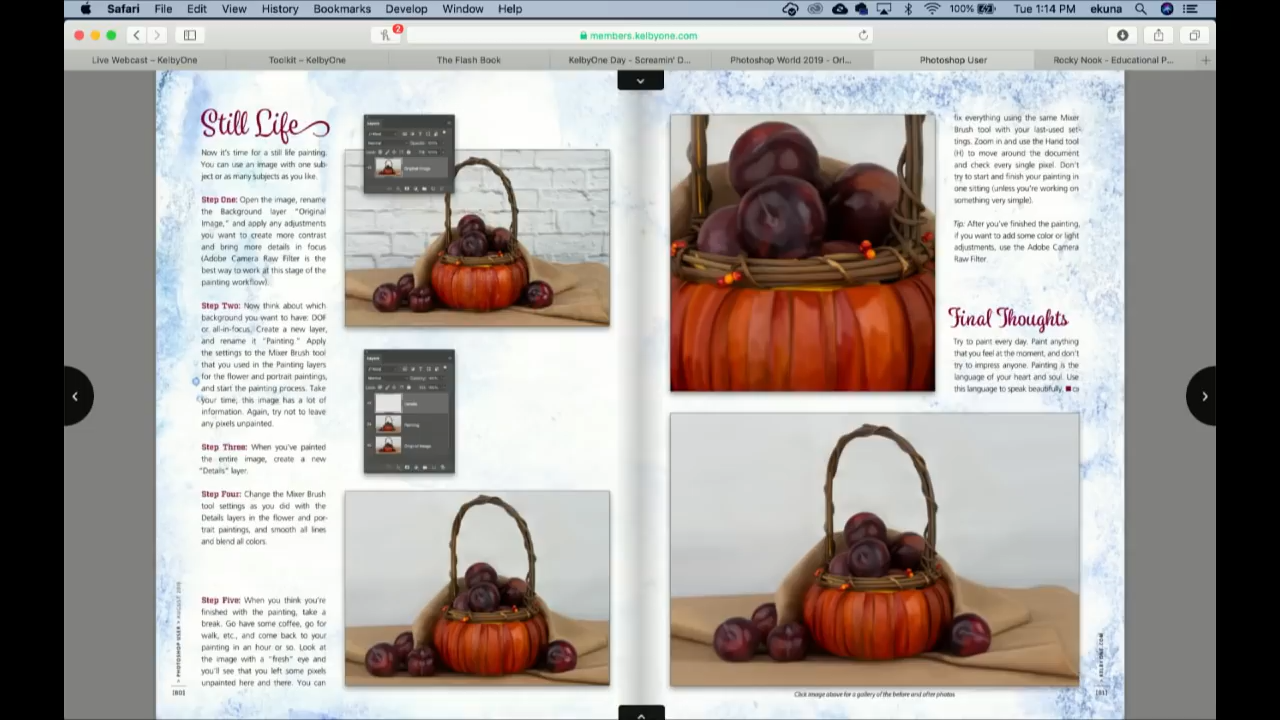 Safari File Edit View History Bookmarks Develop Window Help
100% Tue 1:14 PM ekuna
2
members.kelbyone.com
Live Webcast – KelbyOne
Toolkit – KelbyOne
The Flash Book
KelbyOne Day - Screamin' D...
Photoshop World 2019 - Orl...
Photoshop User
Rocky Nook - Educational P...
Still Life
Now it's time for a still life painting.
You can use an image with one sub-
ject or as many subjects as you like.
Step One: Open the image, rename
the Background layer "Original
Image," and apply any adjustments
you want to create more contrast
and bring more details in focus
(Adobe Camera Raw Filter is the
best way to work at this stage of the
painting workflow).
Step Two: Now think about which
background you want to have: DOF
or all-in-focus. Create a new layer,
and rename it "Painting." Apply
the settings to the Mixer Brush tool
that you used in the Painting layers
for the flower and portrait paintings,
and start the painting process. Take
your time, this image has a lot of
information. Again, try not to leave
any pixels unpainted.
Step Three: When you've painted
the entire image, create a new
"Details" layer.
Step Four: Change the Mixer Brush
tool settings as you did with the
Details layers in the flower and por-
trait paintings, and smooth all lines
and blend all colors.
Step Five: When you think you're
finished with the painting, take a
break. Go have some coffee, go for
walk, etc., and come back to your
painting in an hour or so. Look at
the image with a "fresh" eye and
you'll see that you left some pixels
unpainted here and there. You can
> PHOTOSHOP USER > AUGUST 2019
[80]
Layers
Original Image
Layers
Details
Painting
Original Image
fix everything using the same Mixer
Brush tool with your last-used set-
tings. Zoom in and use the Hand tool
(H) to move around the document
and check every single pixel. Don't
try to start and finish your painting in
one sitting (unless you're working on
something very simple).
Tip: After you've finished the painting,
if you want to add some color or light
adjustments, use the Adobe Camera
Raw Filter.
Final Thoughts
Try to paint every day. Paint anything
that you feel at the moment, and don't
try to impress anyone. Painting is the
language of your heart and soul. Use
this language to speak beautifully.
Click image above for a gallery of the before and after photos
KELBYONE.COM
[81]